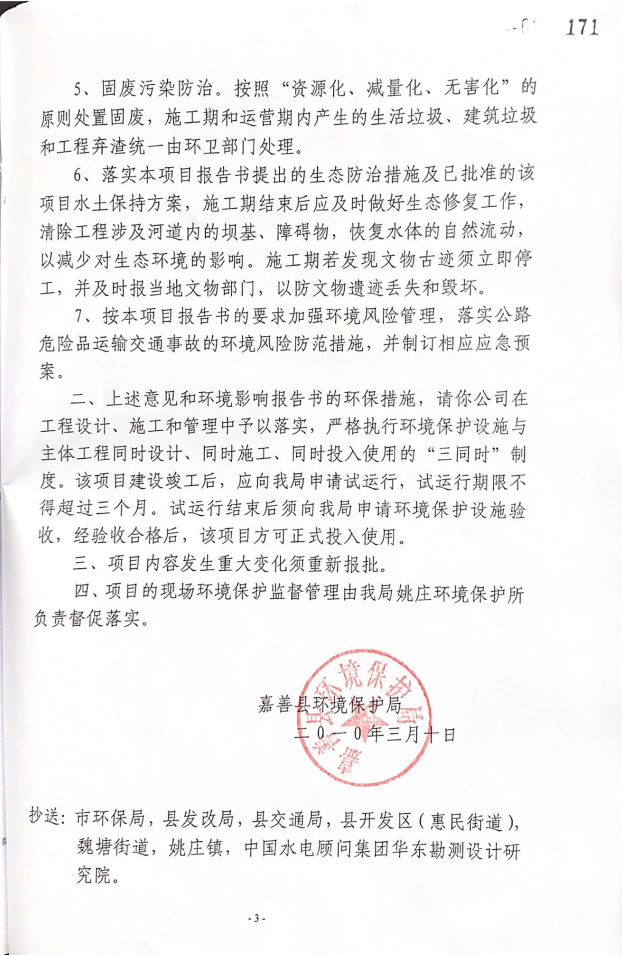 171
5、固废污染防治。按照“资源化、减量化、无害化”的
原则处置固废，施工期和运营期内产生的生活垃圾、建筑垃圾
和工程弃渣统一由环卫部门处理。
6、落实本项目报告书提出的生态防治措施及已批准的该
项目水土保持方案，施工期结束后应及时做好生态修复工作，
清除工程涉及河道内的坝基、障碍物，恢复水体的自然流动，
以减少对生态环境的影响。施工期若发现文物古迹须立即停
工，并及时报当地文物部门，以防文物遗迹丢失和毁坏。
7、按本项目报告书的要求加强环境风险管理，落实公路
危险品运输交通事故的环境风险防范措施，并制订相应应急预
案。
二、上述意见和环境影响报告书的环保措施，请你公司在
工程设计、施工和管理中予以落实，严格执行环境保护设施与
主体工程同时设计、同时施工、同时投入使用的“三同时”制
度。该项目建设竣工后，应向我局申请试运行，试运行期限不
得超过三个月。试运行结束后须向我局申请环境保护设施验
收，经验收合格后，该项目方可正式投入使用。
三、项目内容发生重大变化须重新报批。
四、项目的现场环境保护监督管理由我局姚庄环境保护所
负责督促落实。
嘉善县环境保护局
嘉善县环境保护局
二〇一〇年三月十日
抄送：市环保局，县发改局，县交通局，县开发区（惠民街道），
魏塘街道，姚庄镇，中国水电顾问集团华东勘测设计研
究院。
-3-